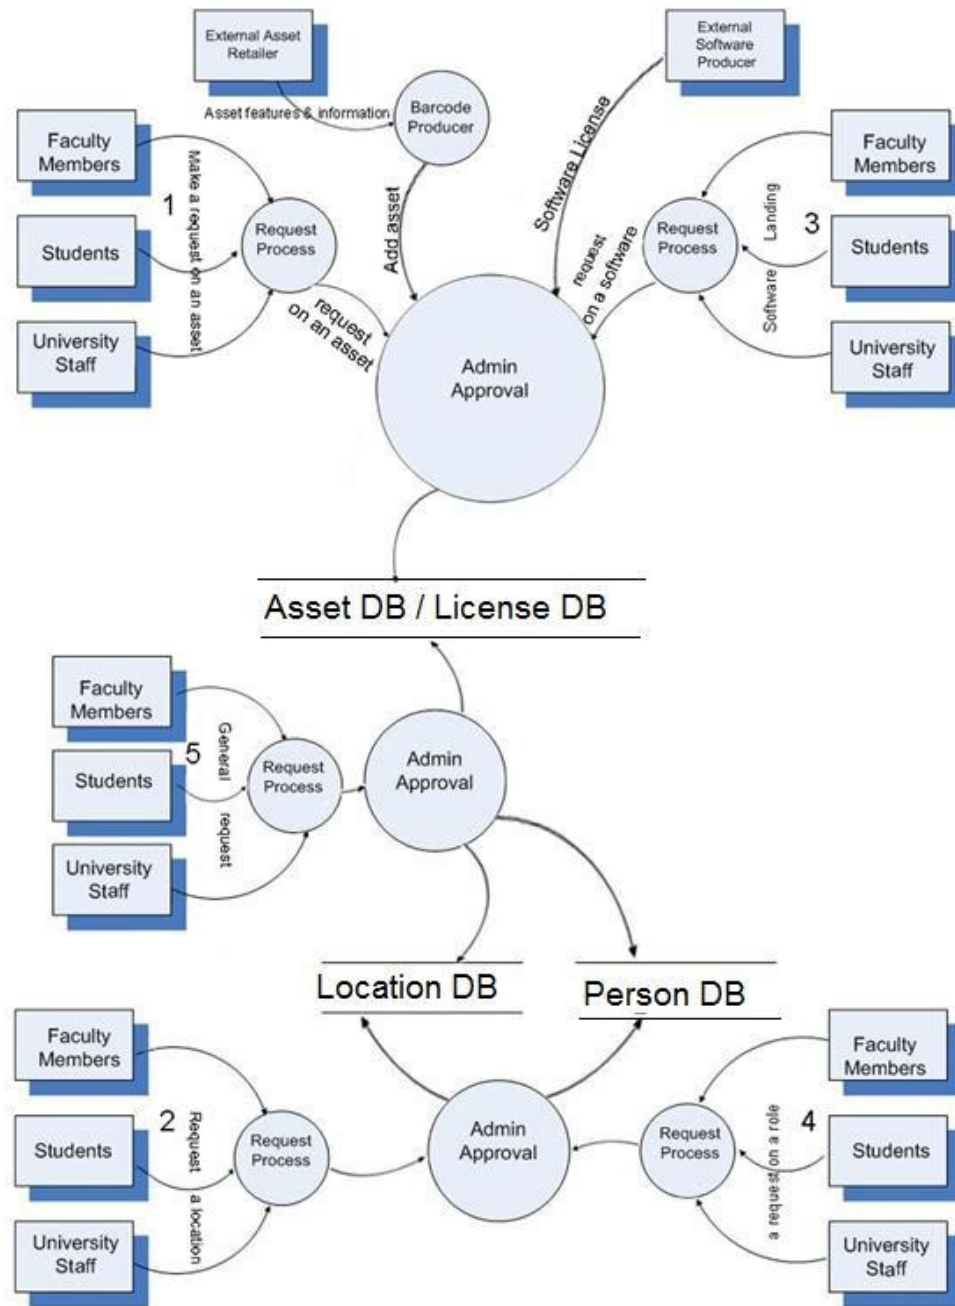 External Asset
Retailer
External
Software
Producer
Asset features & information
Barcode
Producer
Software License
Faculty
Members
Make a request on an asset
1
Students
University
Staff
Request
Process
request
on an asset
Add asset
request
on a software
Request
Process
Landing
Software
3
Faculty
Members
Students
University
Staff
Admin
Approval
Asset DB / License DB
Faculty
Members
5
General
request
Students
University
Staff
Request
Process
Admin
Approval
Location DB
Person DB
Faculty
Members
2
Request
a location
Students
University
Staff
Request
Process
Admin
Approval
Request
Process
a request on a role
4
Faculty
Members
Students
University
Staff